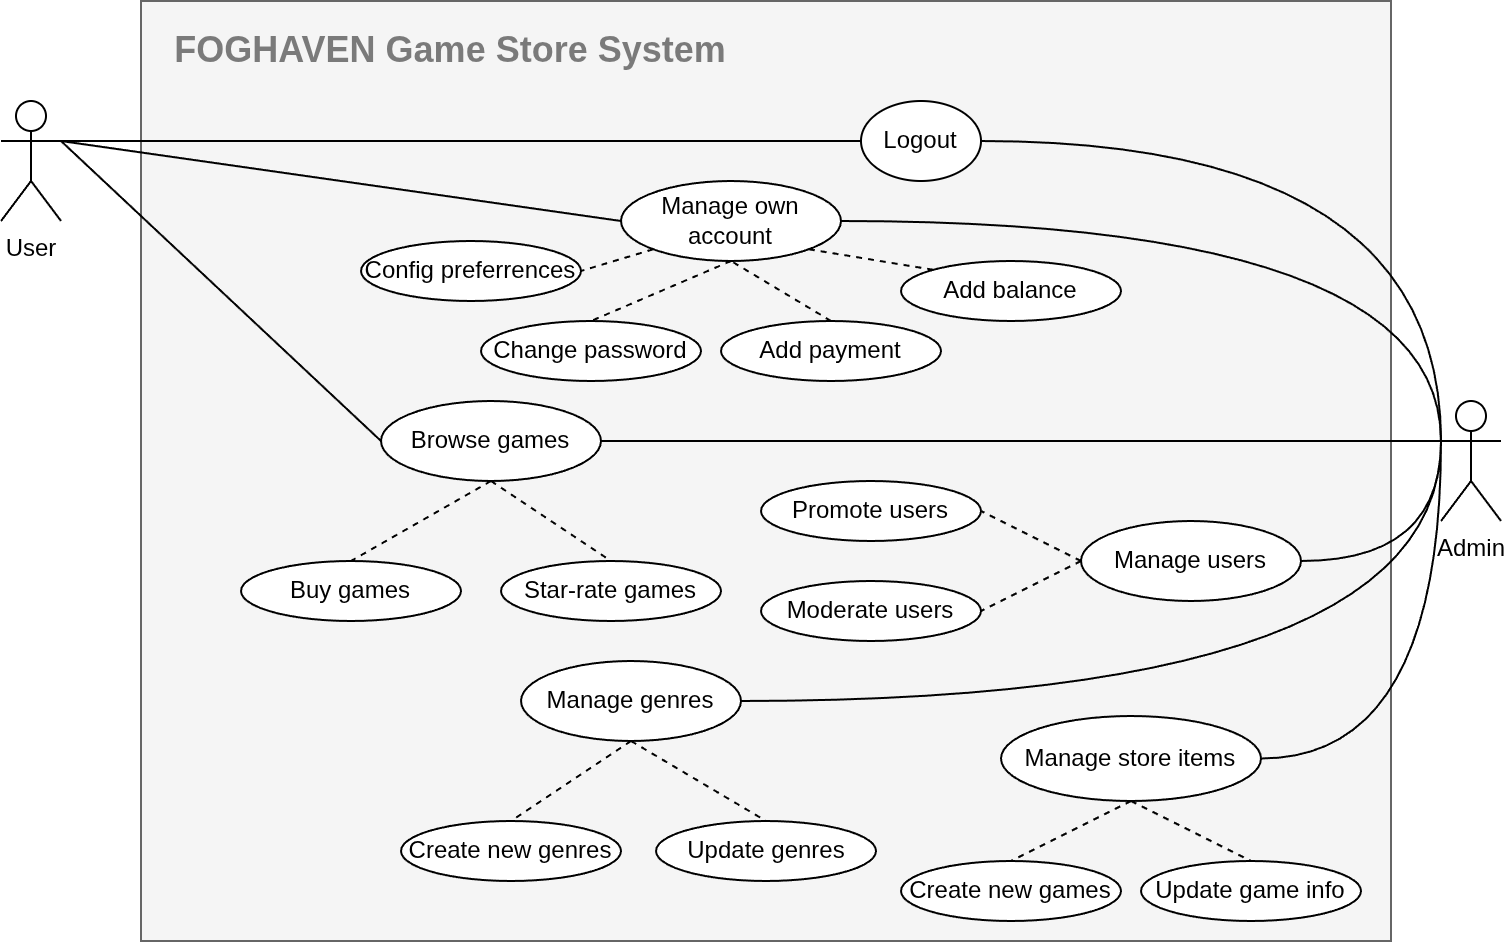 FOGHAVEN Game Store System
Logout
User
Manage own
account
Config preferrences
Add balance
Change password
Add payment
Browse games
Admin
Promote users
Manage users
Buy games
Star-rate games
Moderate users
Manage genres
Manage store items
Create new genres
Update genres
Create new games
Update game info